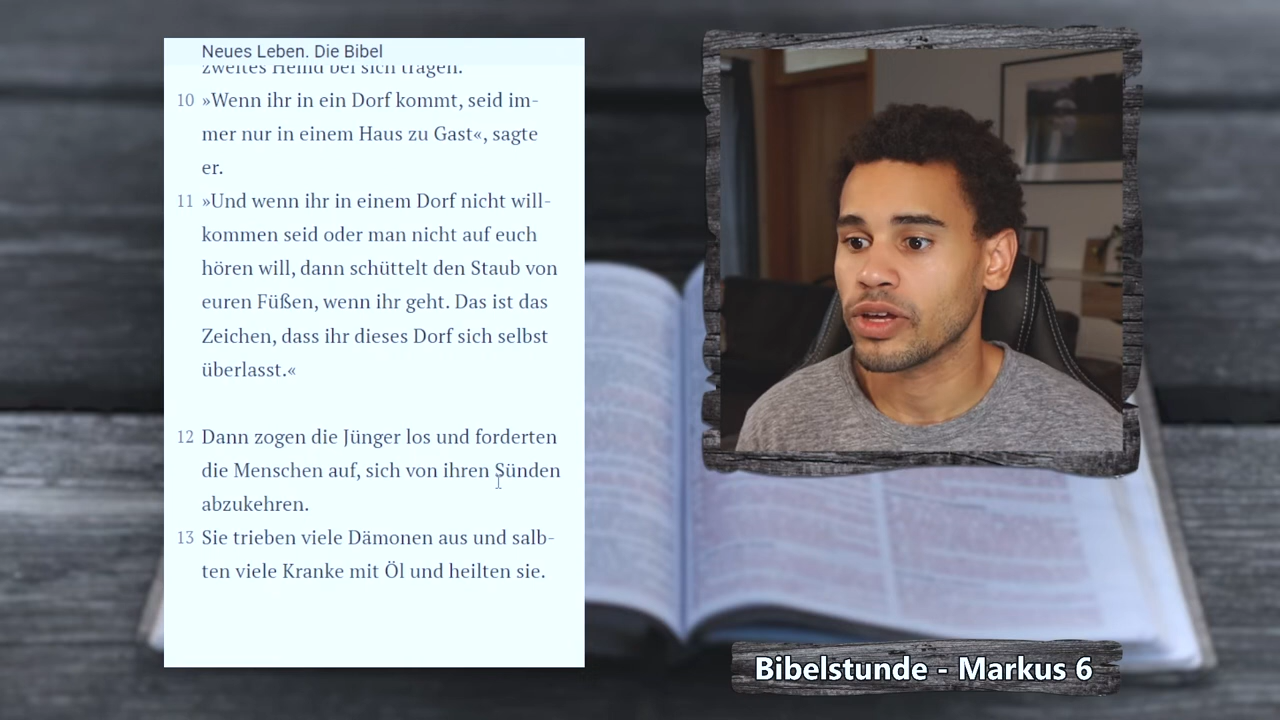 Neues Leben. Die Bibel
zweites Hemd bei sich tragen.
10 »Wenn ihr in ein Dorf kommt, seid im-
mer nur in einem Haus zu Gast«, sagte
er.
11 »Und wenn ihr in einem Dorf nicht will-
kommen seid oder man nicht auf euch
hören will, dann schüttelt den Staub von
euren Füßen, wenn ihr geht. Das ist das
Zeichen, dass ihr dieses Dorf sich selbst
überlasst.«
12 Dann zogen die Jünger los und forderten
die Menschen auf, sich von ihren Sünden
abzukehren.
13 Sie trieben viele Dämonen aus und salb-
ten viele Kranke mit Öl und heilten sie.
Bibelstunde - Markus 6